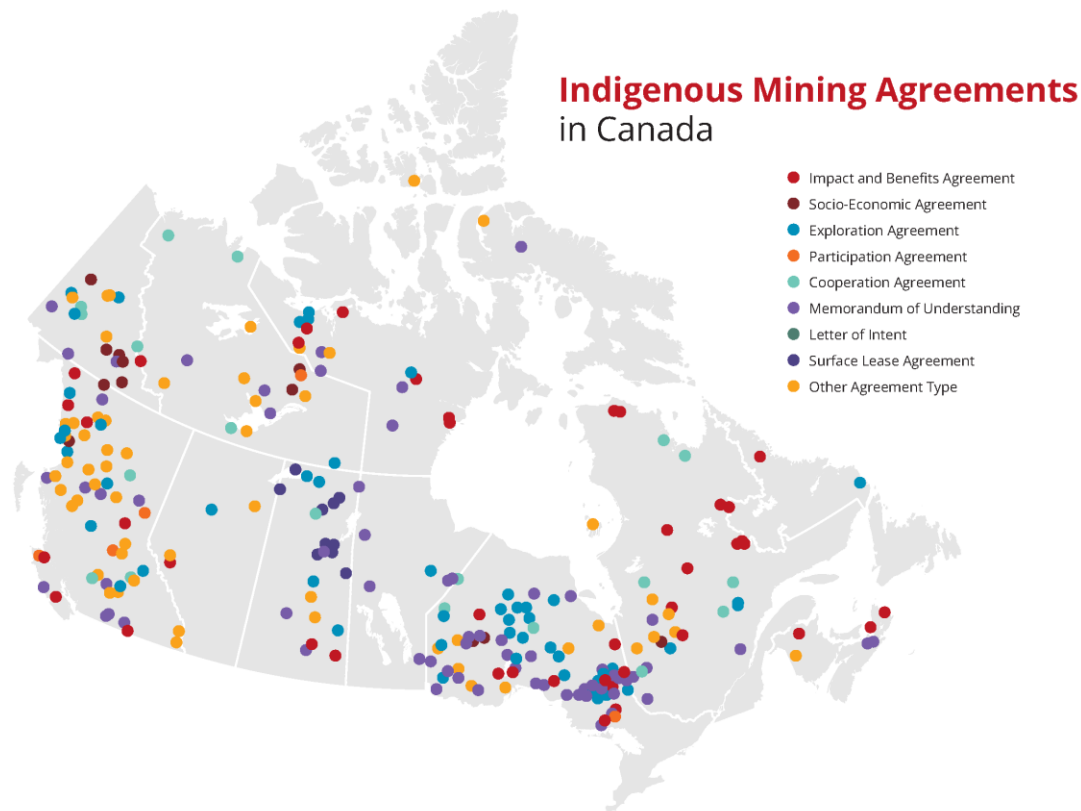 Indigenous Mining Agreements
in Canada
Impact and Benefits Agreement
Socio-Economic Agreement
Exploration Agreement
Participation Agreement
Cooperation Agreement
Memorandum of Understanding
Letter of Intent
Surface Lease Agreement
Other Agreement Type